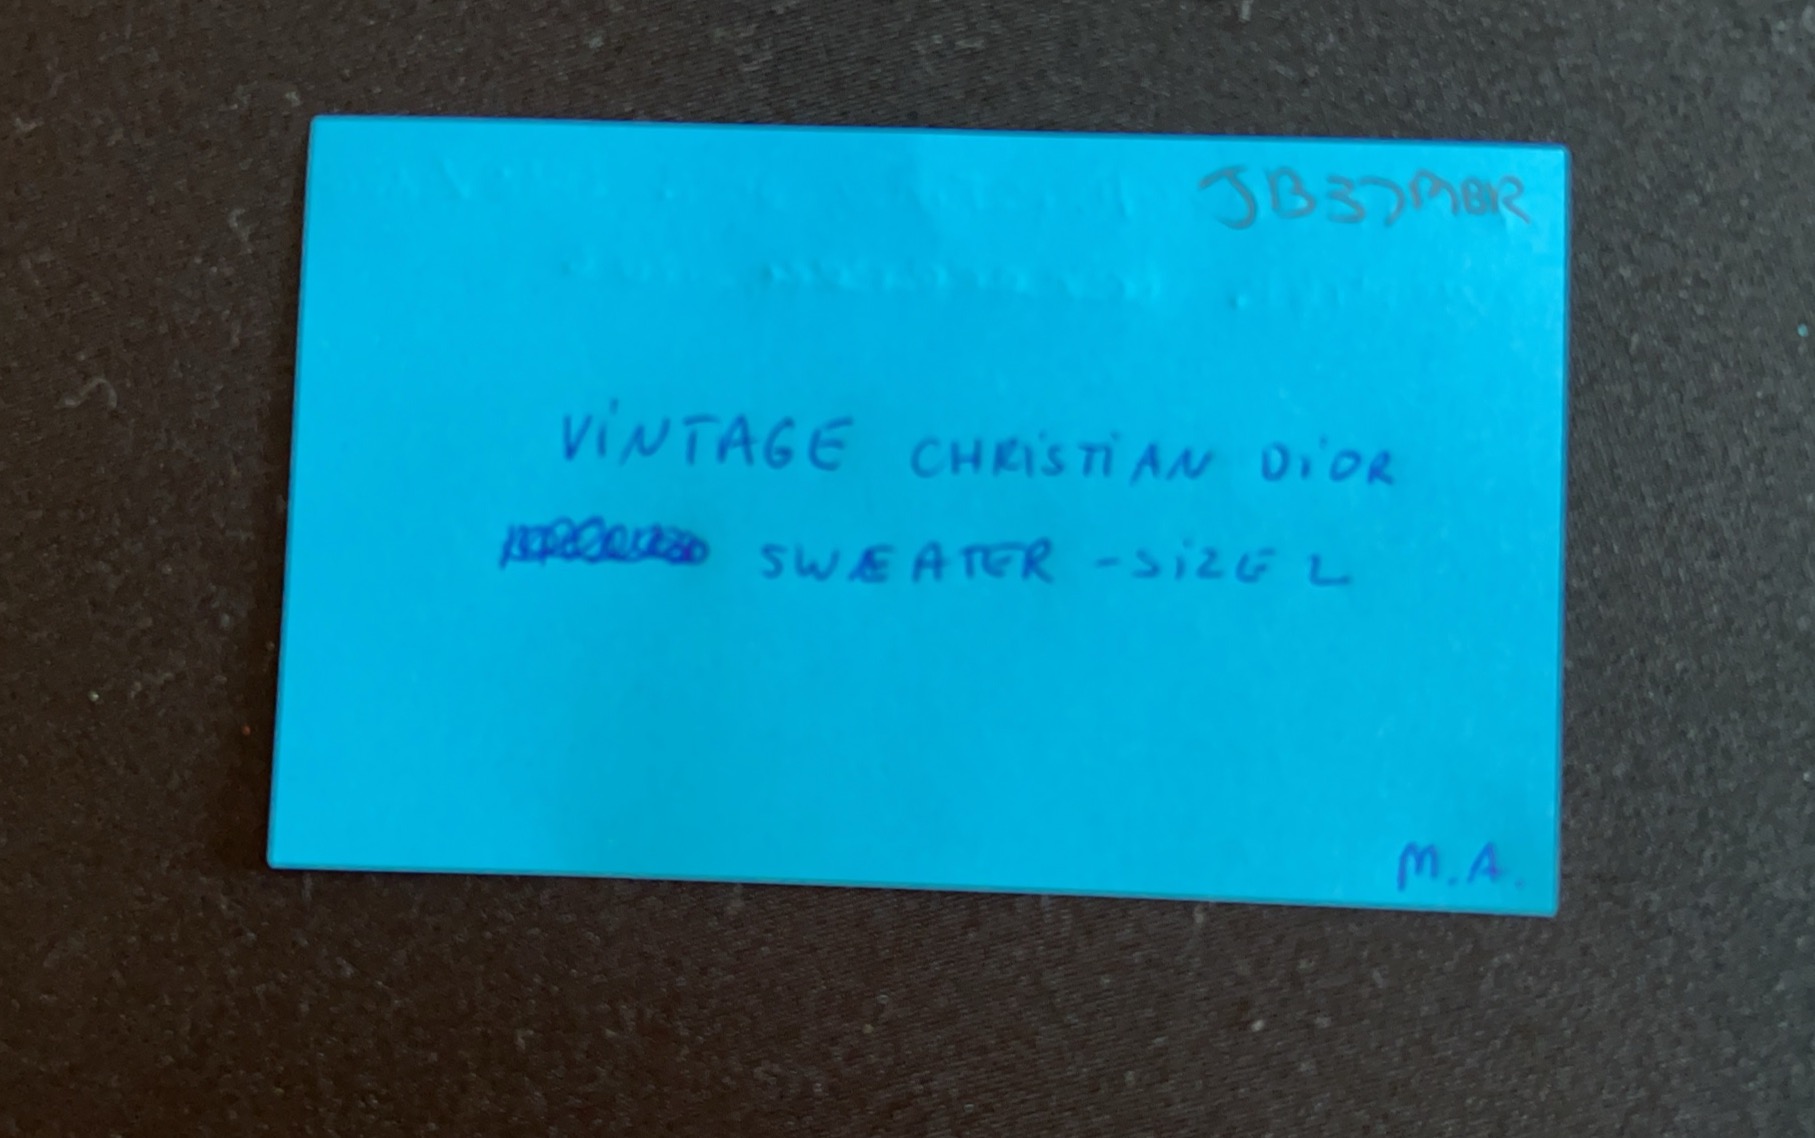 JB37MBR
ViNTAGE CHRiSTiAN DiOR
SWEATER - SiZE L
M.A.